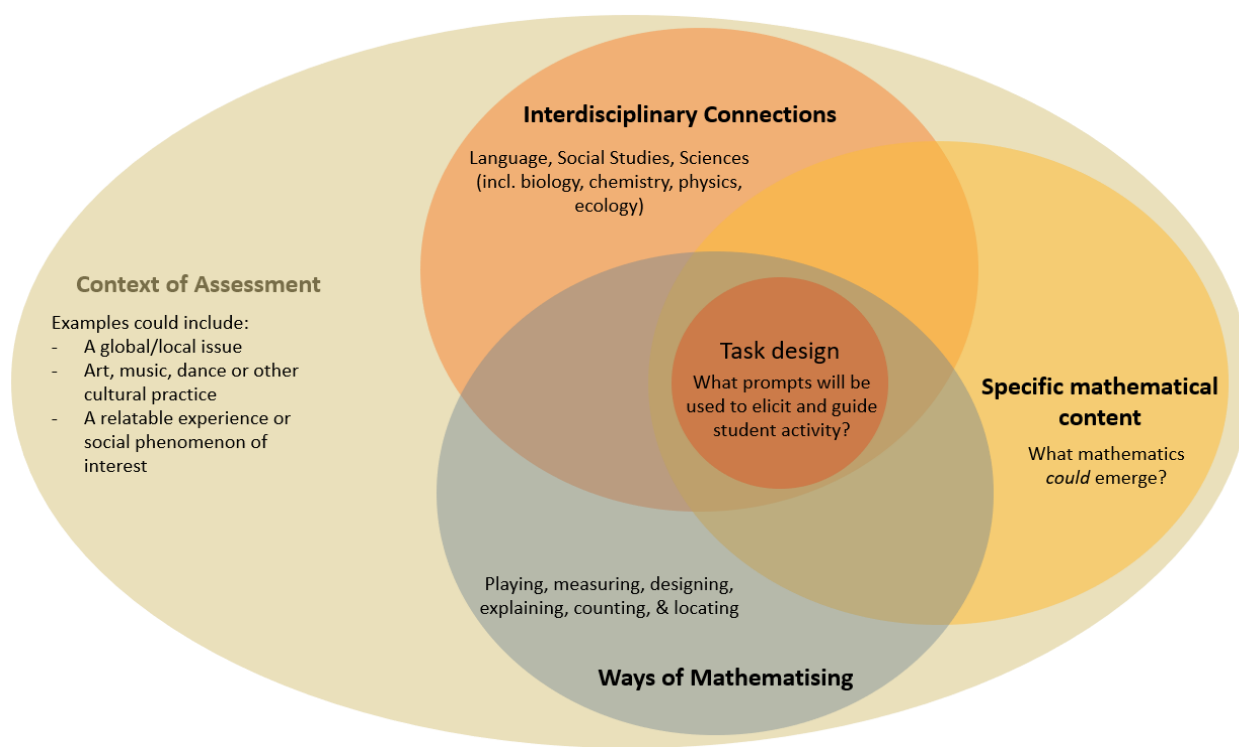 Interdisciplinary Connections
Language, Social Studies, Sciences
(incl. biology, chemistry, physics,
ecology)
Context of Assessment
Examples could include:
- A global/local issue
- Art, music, dance or other
cultural practice
- A relatable experience or
social phenomenon of
interest
Task design
What prompts will be
used to elicit and guide
student activity?
Specific mathematical
content
What mathematics
could emerge?
Playing, measuring, designing,
explaining, counting, & locating
Ways of Mathematising